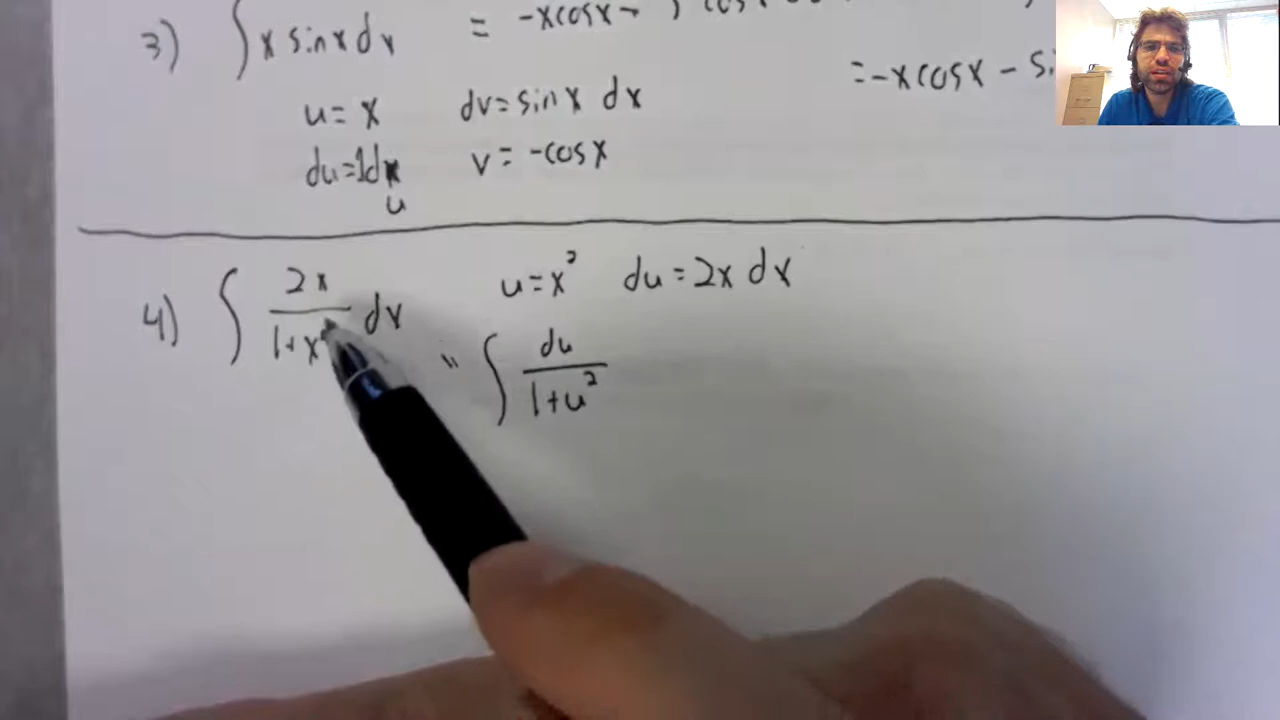 3) ∫ x sin x dx = -x cos x -
= -x cos x - si
u = x dv = sin x dx
du = 1dx v = -cos x
u
4) ∫ 2x / (1 + x dx u = x² du = 2x dx
" ∫ du / (1 + u²)